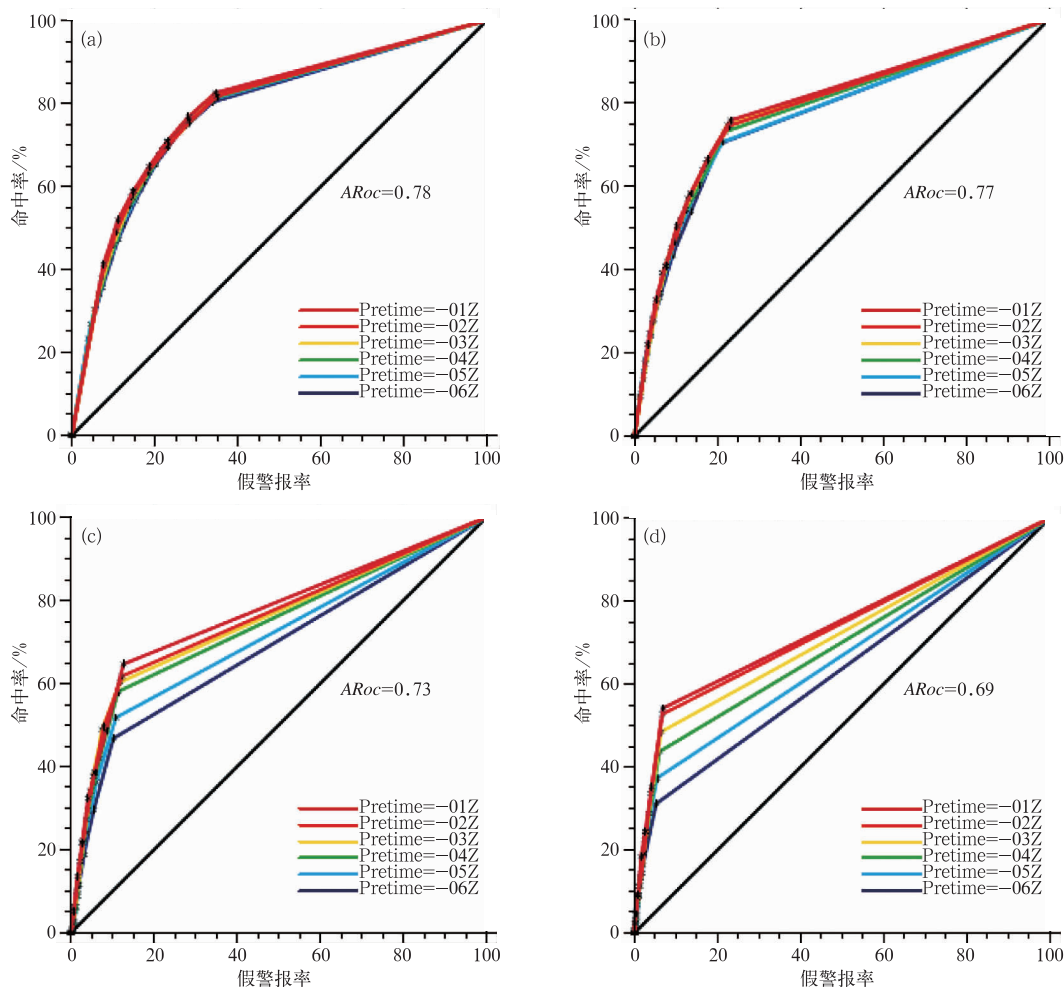 (a)
100
80
60
40
20
0
命中率/%
ARoc=0.78
Pretime=−01Z
Pretime=−02Z
Pretime=−03Z
Pretime=−04Z
Pretime=−05Z
Pretime=−06Z
0 20 40 60 80 100
假警报率
(b)
100
80
60
40
20
0
命中率/%
ARoc=0.77
Pretime=−01Z
Pretime=−02Z
Pretime=−03Z
Pretime=−04Z
Pretime=−05Z
Pretime=−06Z
0 20 40 60 80 100
假警报率
(c)
100
80
60
40
20
0
命中率/%
ARoc=0.73
Pretime=−01Z
Pretime=−02Z
Pretime=−03Z
Pretime=−04Z
Pretime=−05Z
Pretime=−06Z
0 20 40 60 80 100
假警报率
(d)
100
80
60
40
20
0
命中率/%
ARoc=0.69
Pretime=−01Z
Pretime=−02Z
Pretime=−03Z
Pretime=−04Z
Pretime=−05Z
Pretime=−06Z
0 20 40 60 80 100
假警报率